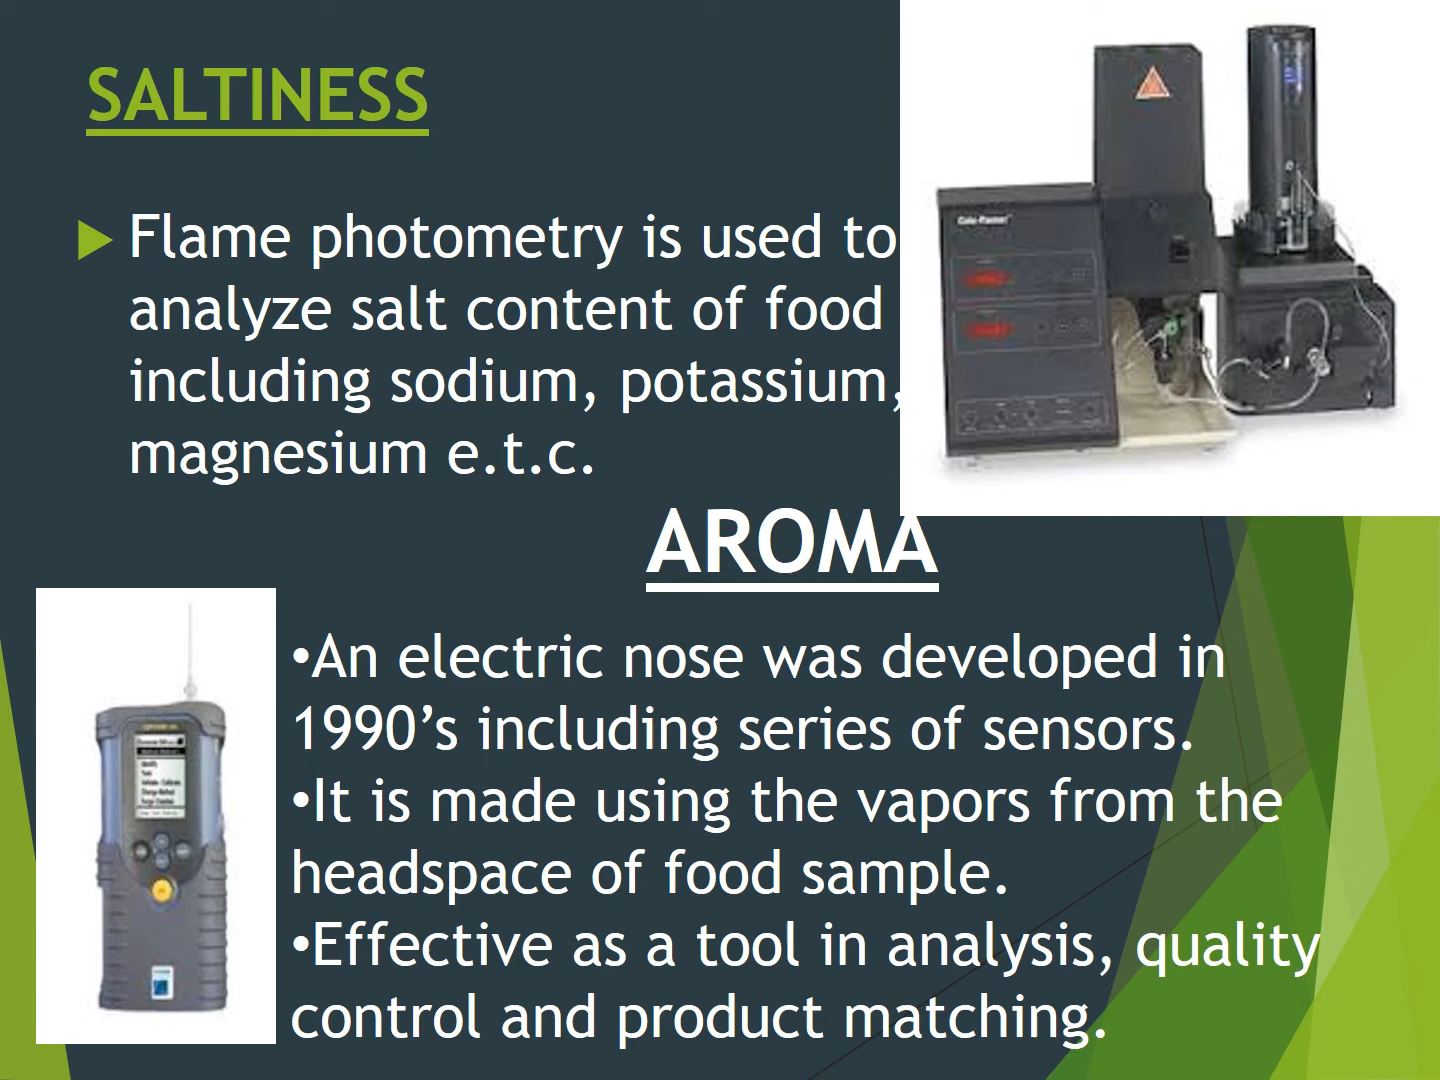 SALTINESS
Flame photometry is used to
analyze salt content of food
including sodium, potassium,
magnesium e.t.c.
AROMA
•An electric nose was developed in
1990’s including series of sensors.
•It is made using the vapors from the
headspace of food sample.
•Effective as a tool in analysis, quality
control and product matching.